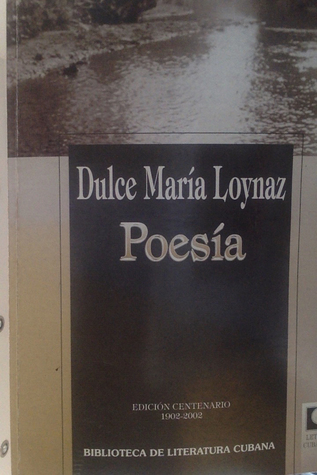 Dulce María Loynaz
Poesía
EDICIÓN CENTENARIO
1902-2002
BIBLIOTECA DE LITERATURA CUBANA